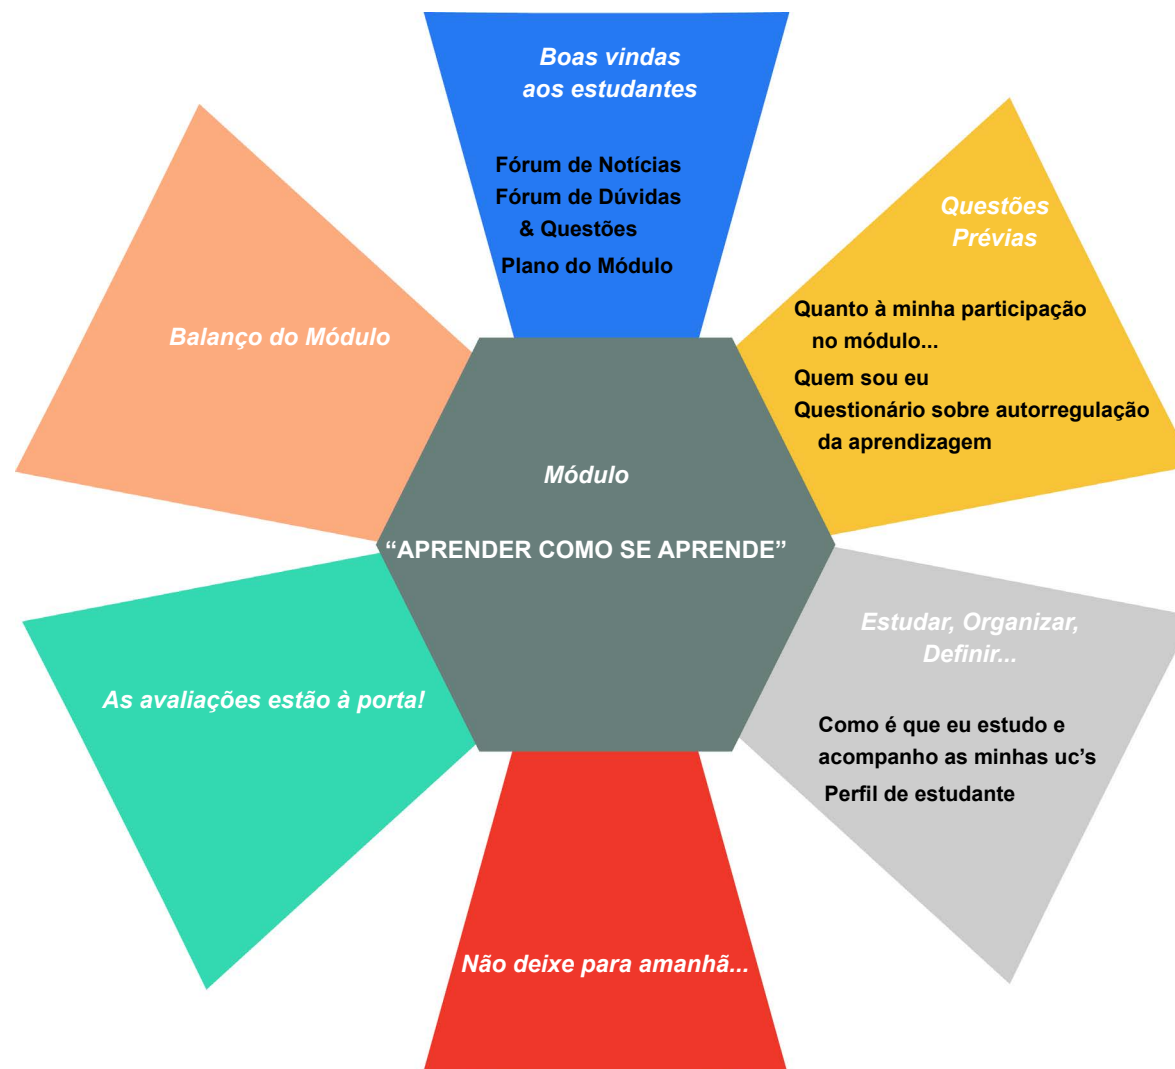 Boas vindas
aos estudantes
Fórum de Notícias
Fórum de Dúvidas
& Questões
Plano do Módulo
Questões
Prévias
Quanto à minha participação
no módulo...
Quem sou eu
Questionário sobre autorregulação
da aprendizagem
Estudar, Organizar,
Definir...
Como é que eu estudo e
acompanho as minhas uc’s
Perfil de estudante
Não deixe para amanhã...
As avaliações estão à porta!
Balanço do Módulo
Módulo
“APRENDER COMO SE APRENDE”